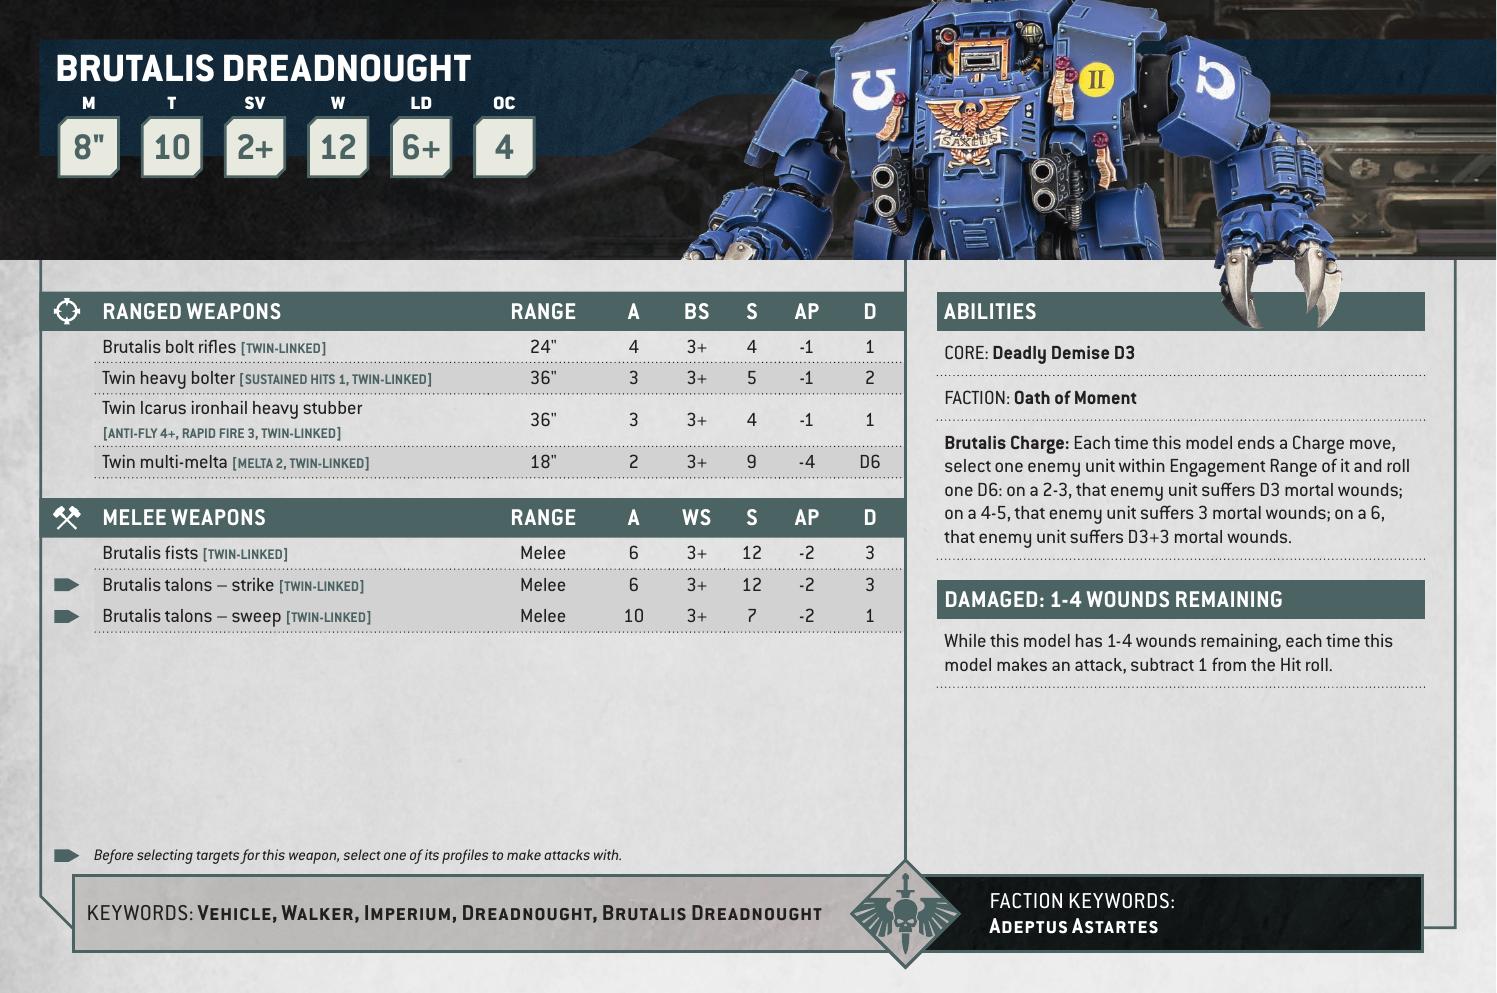 BRUTALIS DREADNOUGHT
M T SV W LD OC
8" 10 2+ 12 6+ 4
II
SAXEUS
RANGED WEAPONS RANGE A BS S AP D
Brutalis bolt rifles [TWIN-LINKED] 24" 4 3+ 4 -1 1
Twin heavy bolter [SUSTAINED HITS 1, TWIN-LINKED] 36" 3 3+ 5 -1 2
Twin Icarus ironhail heavy stubber
[ANTI-FLY 4+, RAPID FIRE 3, TWIN-LINKED] 36" 3 3+ 4 -1 1
Twin multi-melta [MELTA 2, TWIN-LINKED] 18" 2 3+ 9 -4 D6
MELEE WEAPONS RANGE A WS S AP D
Brutalis fists [TWIN-LINKED] Melee 6 3+ 12 -2 3
Brutalis talons – strike [TWIN-LINKED] Melee 6 3+ 12 -2 3
Brutalis talons – sweep [TWIN-LINKED] Melee 10 3+ 7 -2 1
Before selecting targets for this weapon, select one of its profiles to make attacks with.
ABILITIES
CORE: Deadly Demise D3
FACTION: Oath of Moment
Brutalis Charge: Each time this model ends a Charge move,
select one enemy unit within Engagement Range of it and roll
one D6: on a 2-3, that enemy unit suffers D3 mortal wounds;
on a 4-5, that enemy unit suffers 3 mortal wounds; on a 6,
that enemy unit suffers D3+3 mortal wounds.
DAMAGED: 1-4 WOUNDS REMAINING
While this model has 1-4 wounds remaining, each time this
model makes an attack, subtract 1 from the Hit roll.
KEYWORDS: VEHICLE, WALKER, IMPERIUM, DREADNOUGHT, BRUTALIS DREADNOUGHT
FACTION KEYWORDS:
ADEPTUS ASTARTES